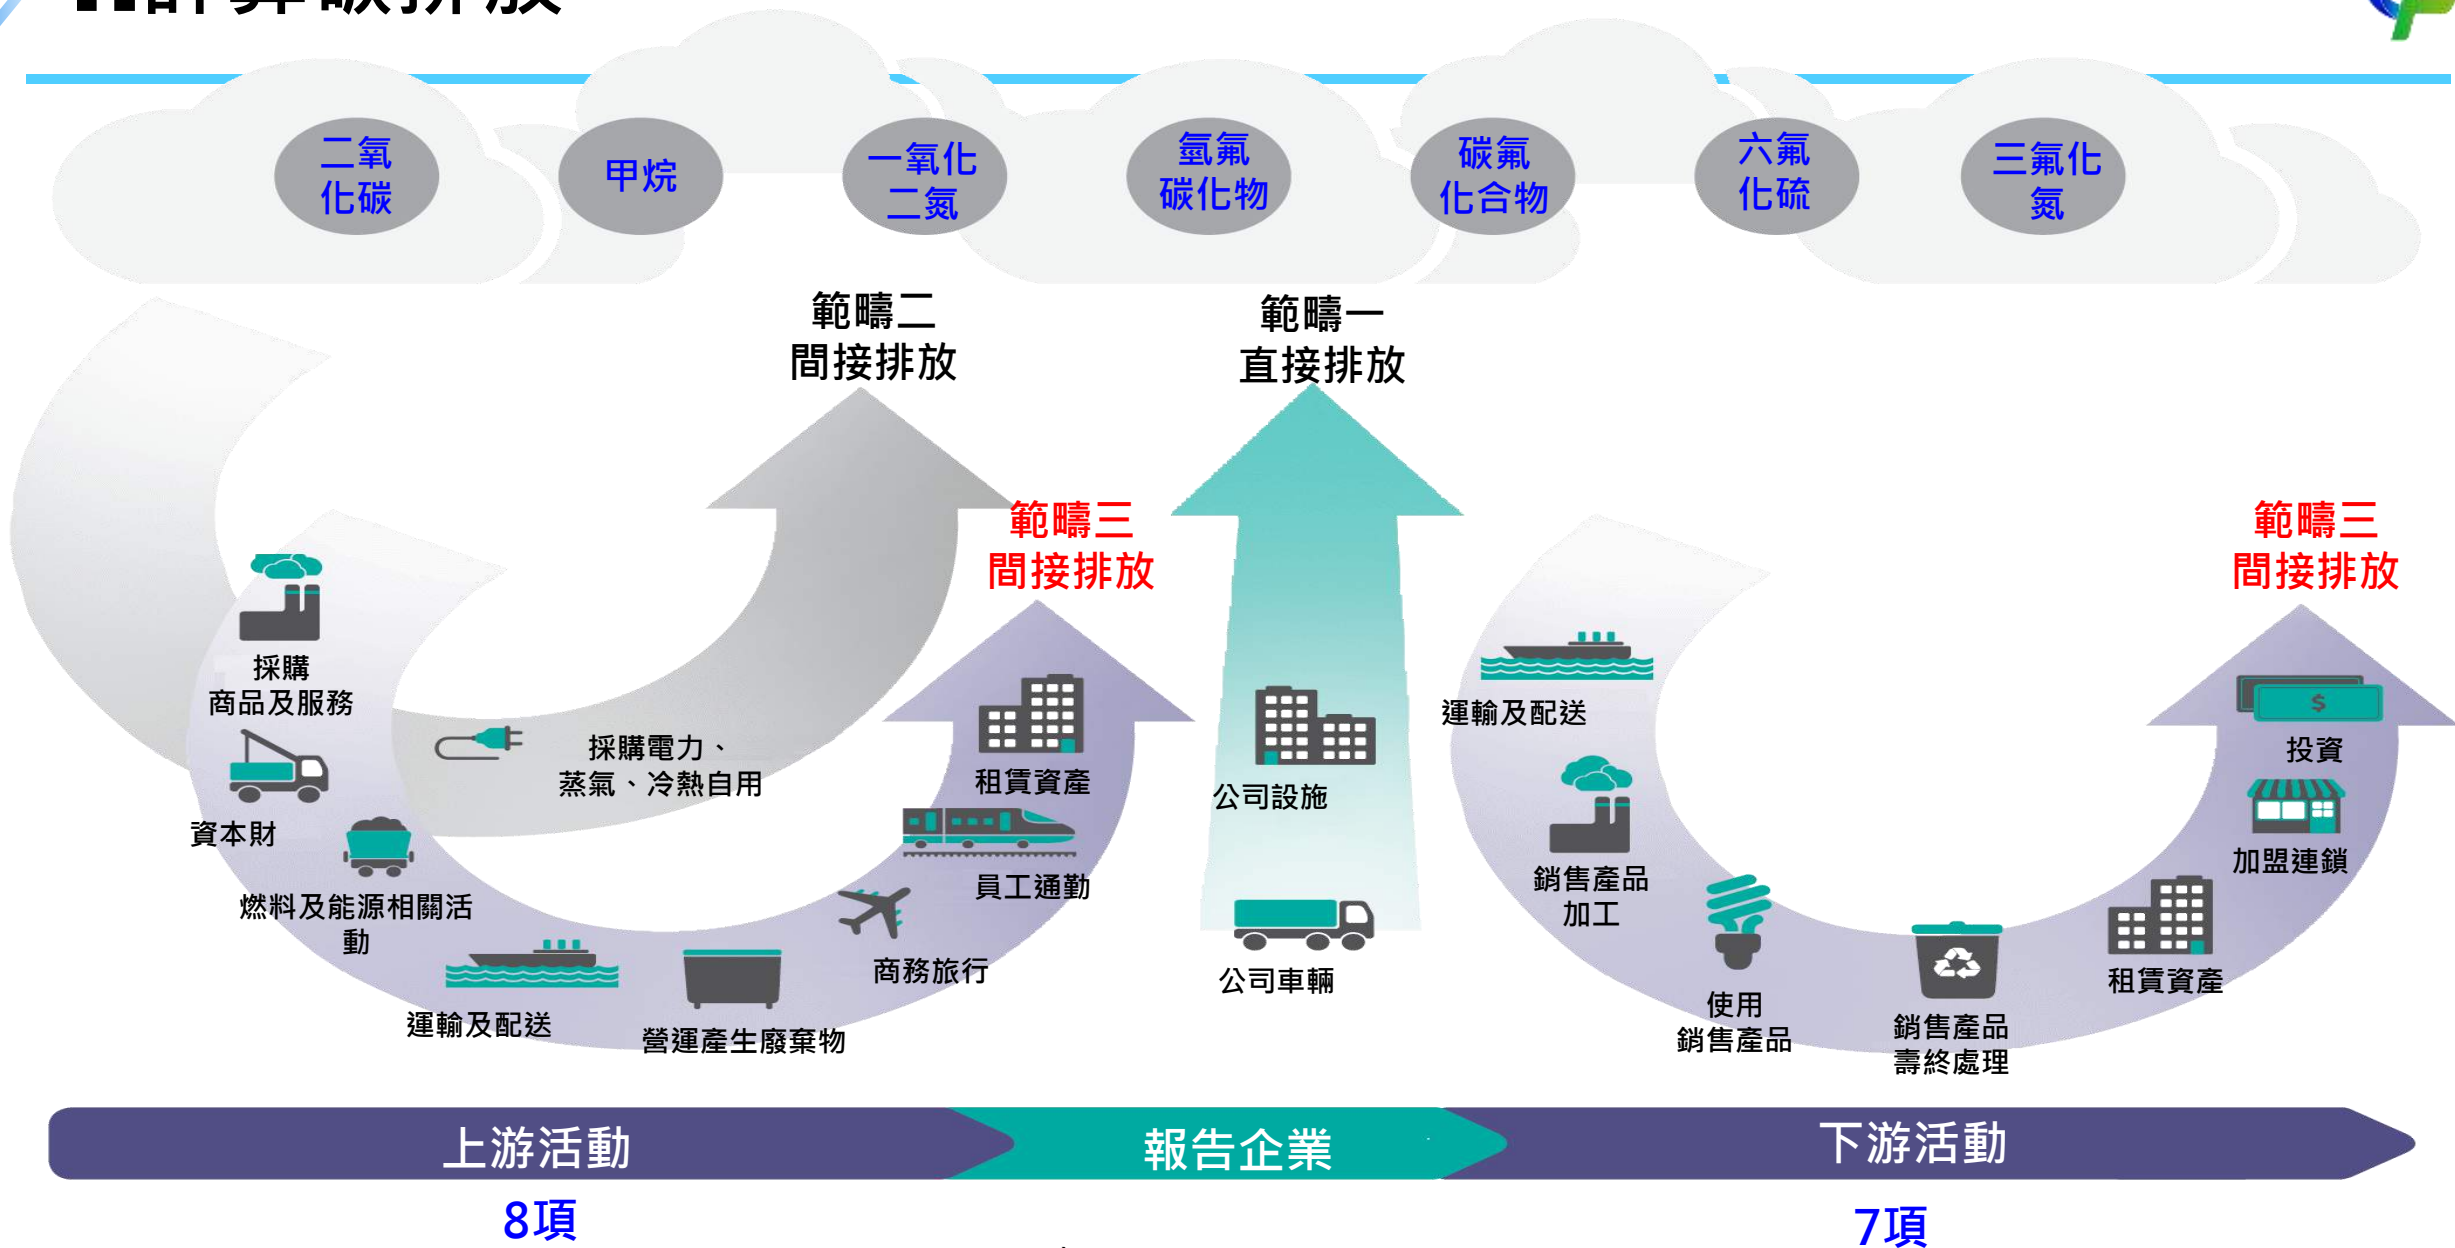 計算碳排放
二氧
化碳
甲烷
一氧化
二氮
氫氟
碳化物
碳氟
化合物
六氟
化硫
三氟化
氮
範疇二
間接排放
範疇一
直接排放
範疇三
間接排放
範疇三
間接排放
採購
商品及服務
資本財
燃料及能源相關活
動
運輸及配送
營運產生廢棄物
商務旅行
員工通勤
租賃資產
採購電力、
蒸氣、冷熱自用
公司設施
公司車輛
運輸及配送
銷售產品
加工
使用
銷售產品
銷售產品
壽終處理
租賃資產
加盟連鎖
$
投資
上游活動
報告企業
下游活動
8項
7項